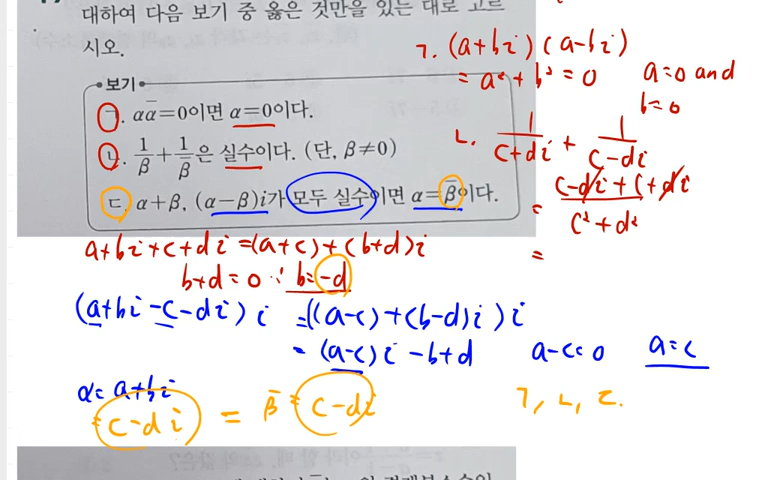 대하여 다음 보기 중 옳은 것만을 있는 대로 고르
시오.
보기
ㄱ. αᾱ=0이면 α=0이다.
ㄴ. 1/β + 1/β̄은 실수이다. (단, β≠0)
ㄷ. α+β, (α−β)i가 모두 실수이면 α=β̄이다.
ㄱ. (a+bi)(a-bi)
= a²+b² = 0
a=0 and
b=0
ㄴ. 1/(c+di) + 1/(c-di)
= (c-di+c+di)/(c²+d²)
=
a+bi+c+di = (a+c)+(b+d)i
b+d=0 ∵ b=-d
(a+bi-c-di)i = ((a-c)+(b-d)i)i
= (a-c)i -b+d a-c=0 a=c
α= a+bi
= c-di = β̄ = c-di
ㄱ, ㄴ, ㄷ.